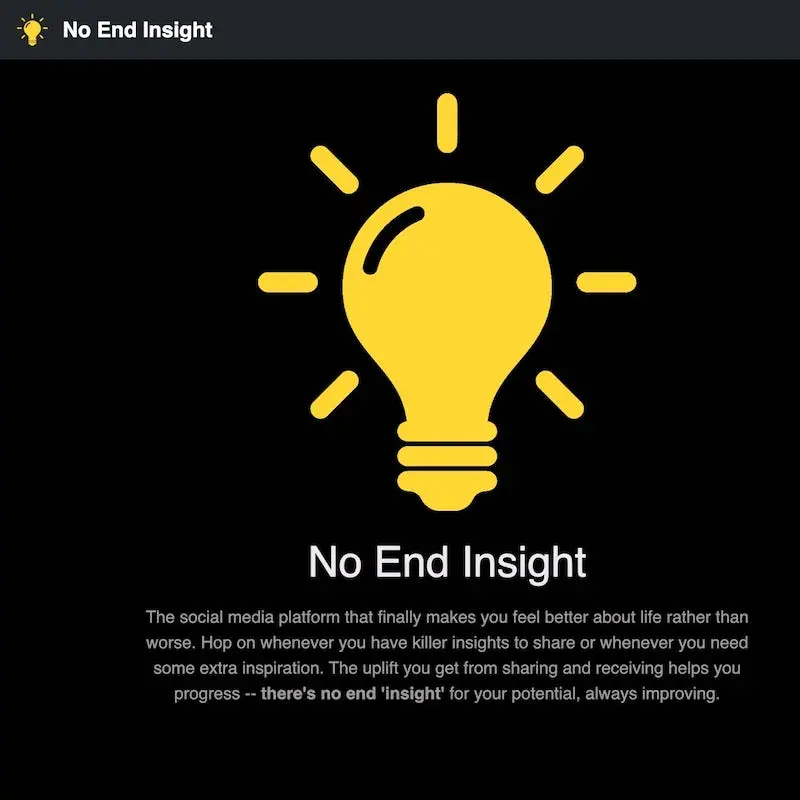 No End Insight
No End Insight
The social media platform that finally makes you feel better about life rather than
worse. Hop on whenever you have killer insights to share or whenever you need
some extra inspiration. The uplift you get from sharing and receiving helps you
progress -- there's no end 'insight' for your potential, always improving.